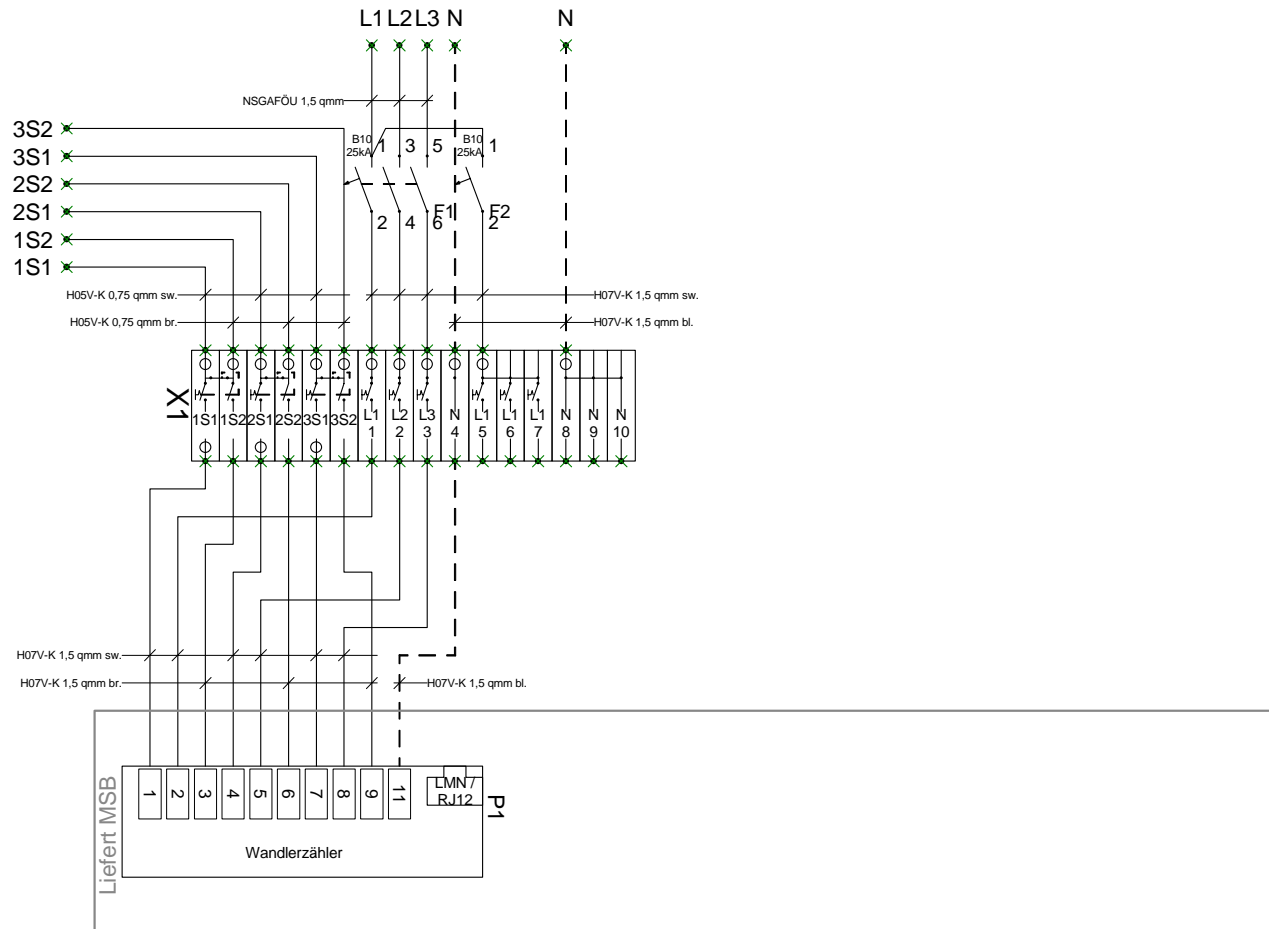 L1 L2 L3 N N
NSGAFÖU 1,5 qmm
3S2
3S1
2S2
2S1
1S2
1S1
B10
25kA
1 3 5
B10
25kA
1
2 4 6
F1
2
F2
H05V-K 0,75 qmm sw.
H07V-K 1,5 qmm sw.
H05V-K 0,75 qmm br.
H07V-K 1,5 qmm bl.
X1
1S1 1S2 2S1 2S2 3S1 3S2
L1 L2 L3 N L1 L1 L1 N N N
1 2 3 4 5 6 7 8 9 10
H07V-K 1,5 qmm sw.
H07V-K 1,5 qmm br.
H07V-K 1,5 qmm bl.
Liefert MSB
1 2 3 4 5 6 7 8 9 11
LMN /
RJ12
P1
Wandlerzähler